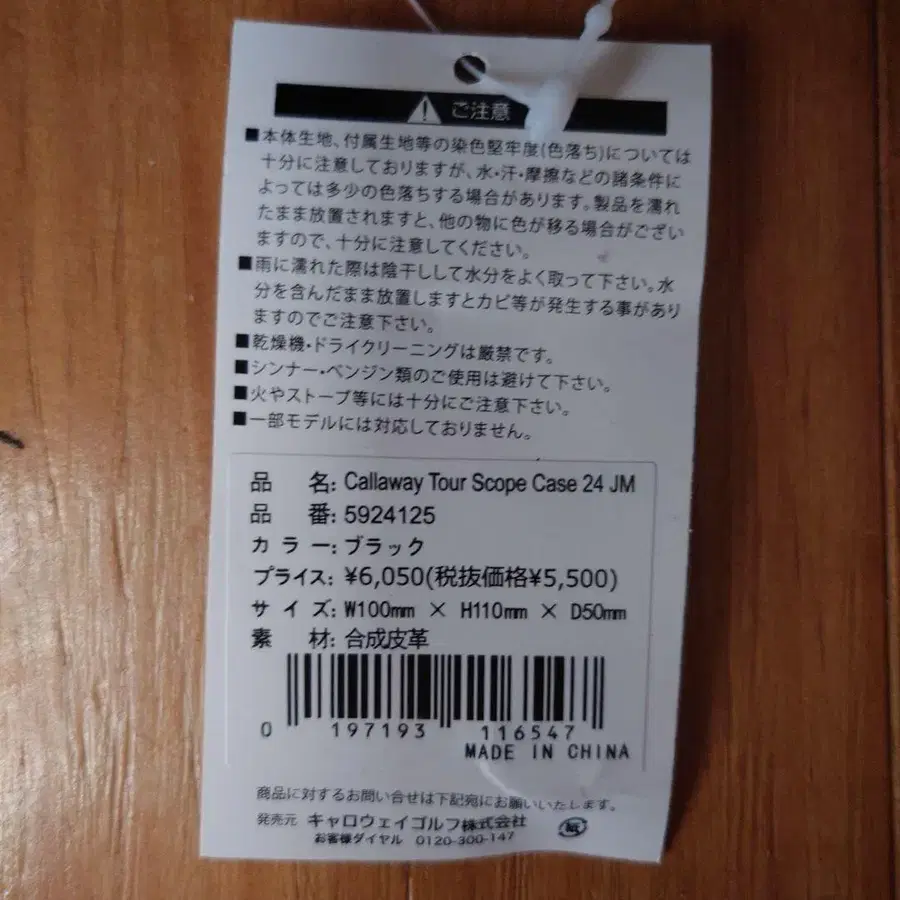 ご注意
■本体生地、付属生地等の染色堅牢度(色落ち)については
十分に注意しておりますが、水・汗・摩擦などの諸条件に
よっては多少の色落ちする場合があります。製品を濡れ
たまま放置されますと、他の物に色が移る場合がござい
ますので、十分に注意してください。
■雨に濡れた際は陰干しして水分をよく取って下さい。水
分を含んだまま放置しますとカビ等が発生する事があり
ますのでご注意下さい。
■乾燥機・ドライクリーニングは厳禁です。
■シンナー・ベンジン類のご使用は避けて下さい。
■火やストーブ等には十分にご注意下さい。
■一部モデルには対応しておりません。
品 名: Callaway Tour Scope Case 24 JM
品 番: 5924125
カラー: ブラック
プライス: ¥6,050(税抜価格¥5,500)
サイズ: W100mm × H110mm × D50mm
素 材: 合成皮革
0 197193 116547
MADE IN CHINA
商品に対するお問い合せは下記宛にお願いいたします。
発売元 キャロウェイゴルフ株式会社
お客様ダイヤル 0120-300-147
紙